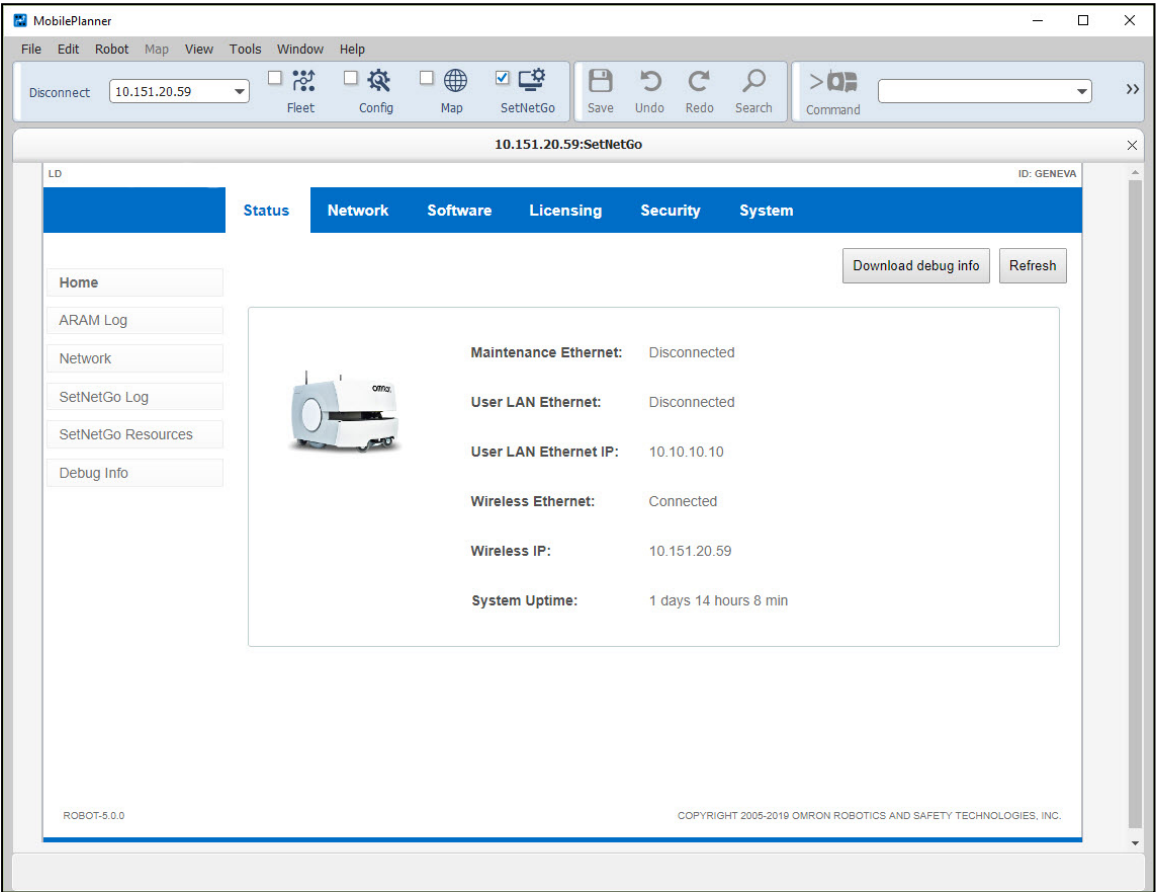 MobilePlanner
File Edit Robot Map View Tools Window Help
Disconnect 10.151.20.59 Fleet Config Map SetNetGo Save Undo Redo Search Command
10.151.20.59:SetNetGo
LD ID: GENEVA
Status Network Software Licensing Security System
Download debug info Refresh
Home
ARAM Log
Network
SetNetGo Log
SetNetGo Resources
Debug Info
omron
Maintenance Ethernet: Disconnected
User LAN Ethernet: Disconnected
User LAN Ethernet IP: 10.10.10.10
Wireless Ethernet: Connected
Wireless IP: 10.151.20.59
System Uptime: 1 days 14 hours 8 min
ROBOT-5.0.0 COPYRIGHT 2005-2019 OMRON ROBOTICS AND SAFETY TECHNOLOGIES, INC.